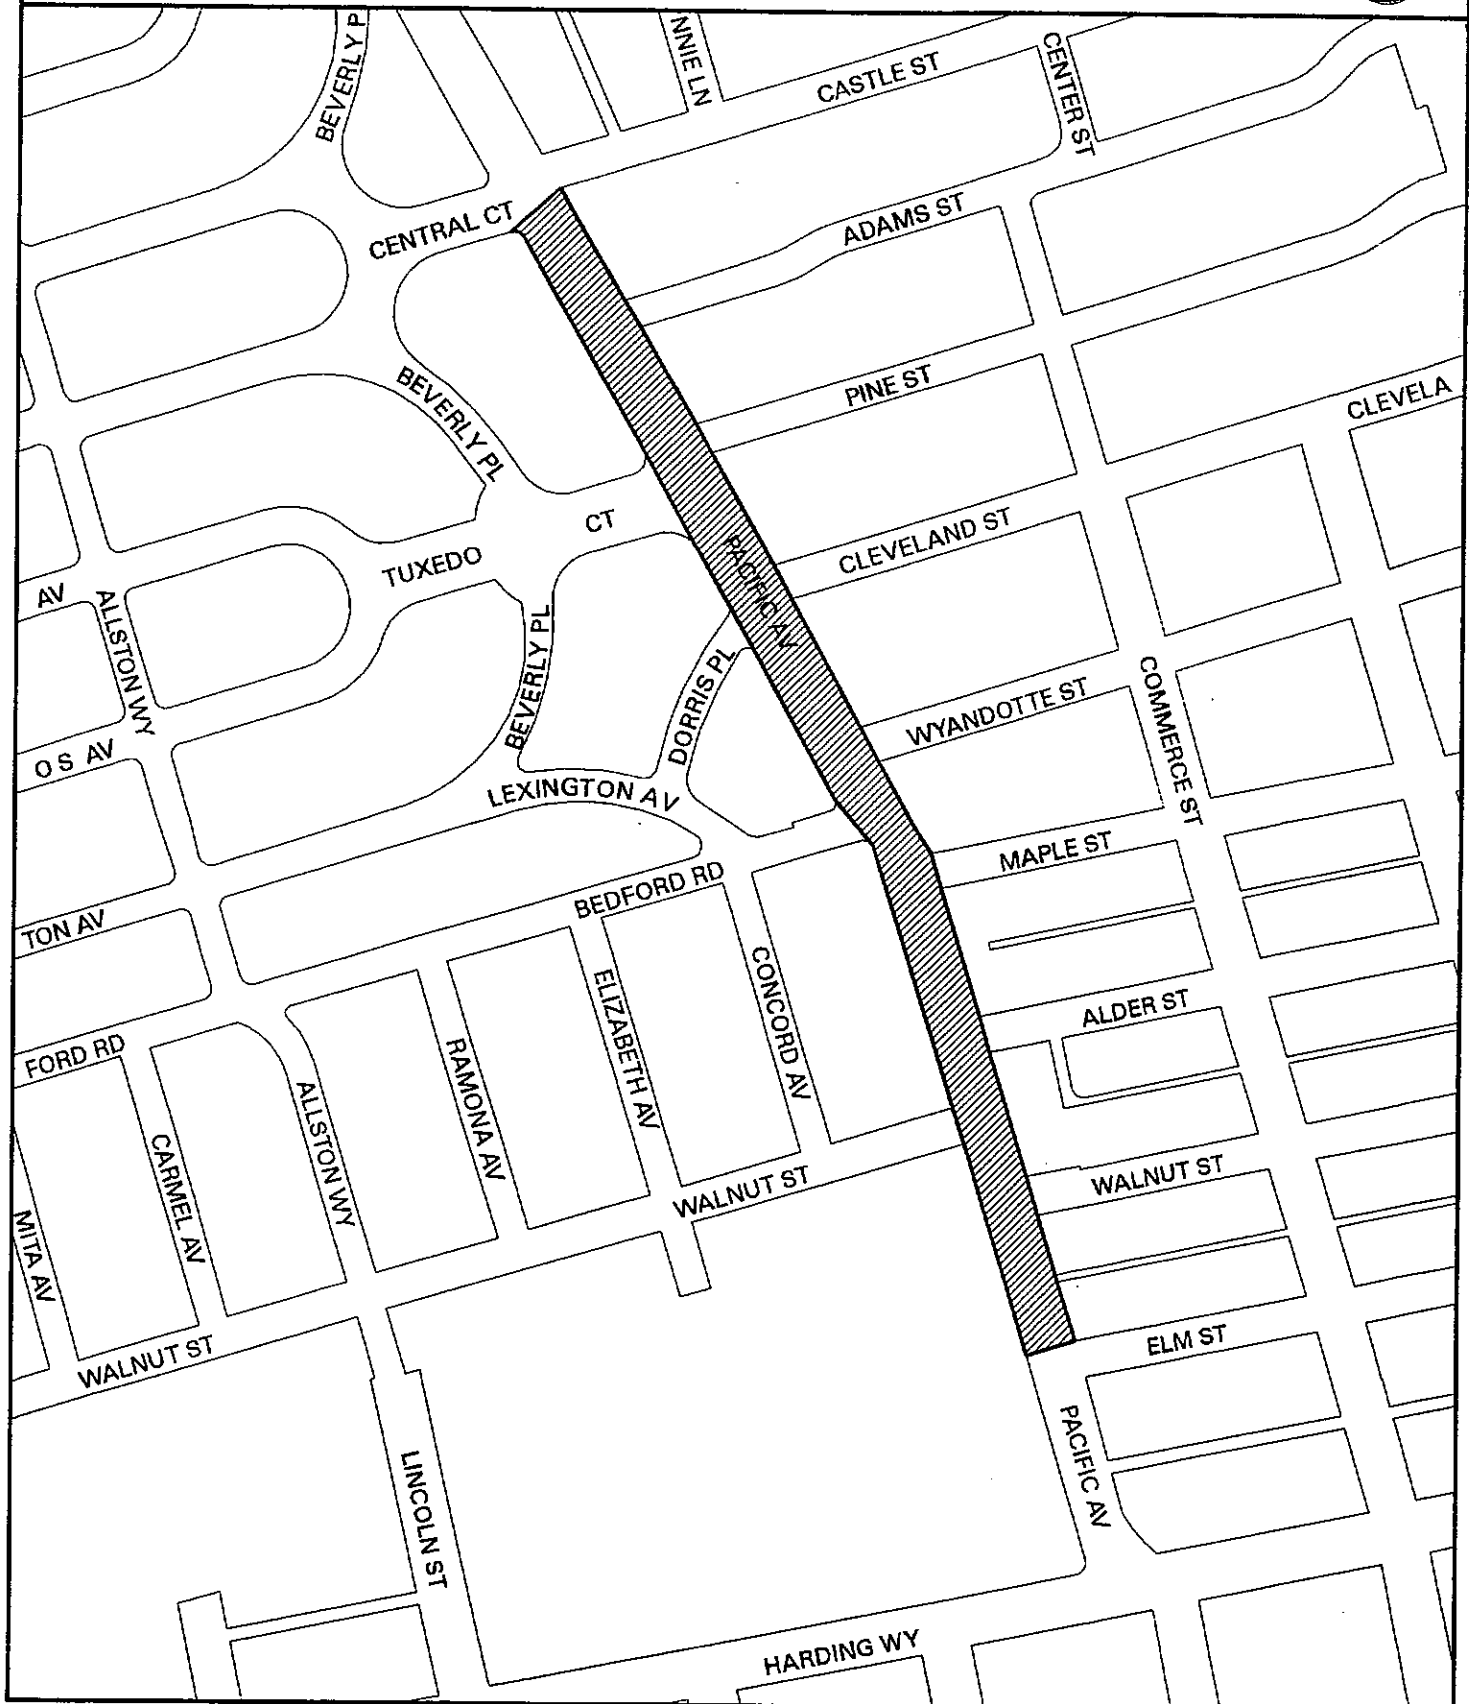 BEVERLY P
NNIE LN
CASTLE ST
CENTER ST
CENTRAL CT
ADAMS ST
BEVERLY PL
PINE ST
CLEVELA
TUXEDO
CT
CLEVELAND ST
PACIFIC AV
AV
ALLSTON WY
BEVERLY PL
DORRIS PL
WYANDOTTE ST
COMMERCE ST
OS AV
LEXINGTON AV
MAPLE ST
BEDFORD RD
TON AV
CONCORD AV
ELIZABETH AV
ALDER ST
FORD RD
RAMONA AV
ALLSTON WY
CARMEL AV
WALNUT ST
WALNUT ST
MITA AV
WALNUT ST
ELM ST
PACIFIC AV
LINCOLN ST
HARDING WY